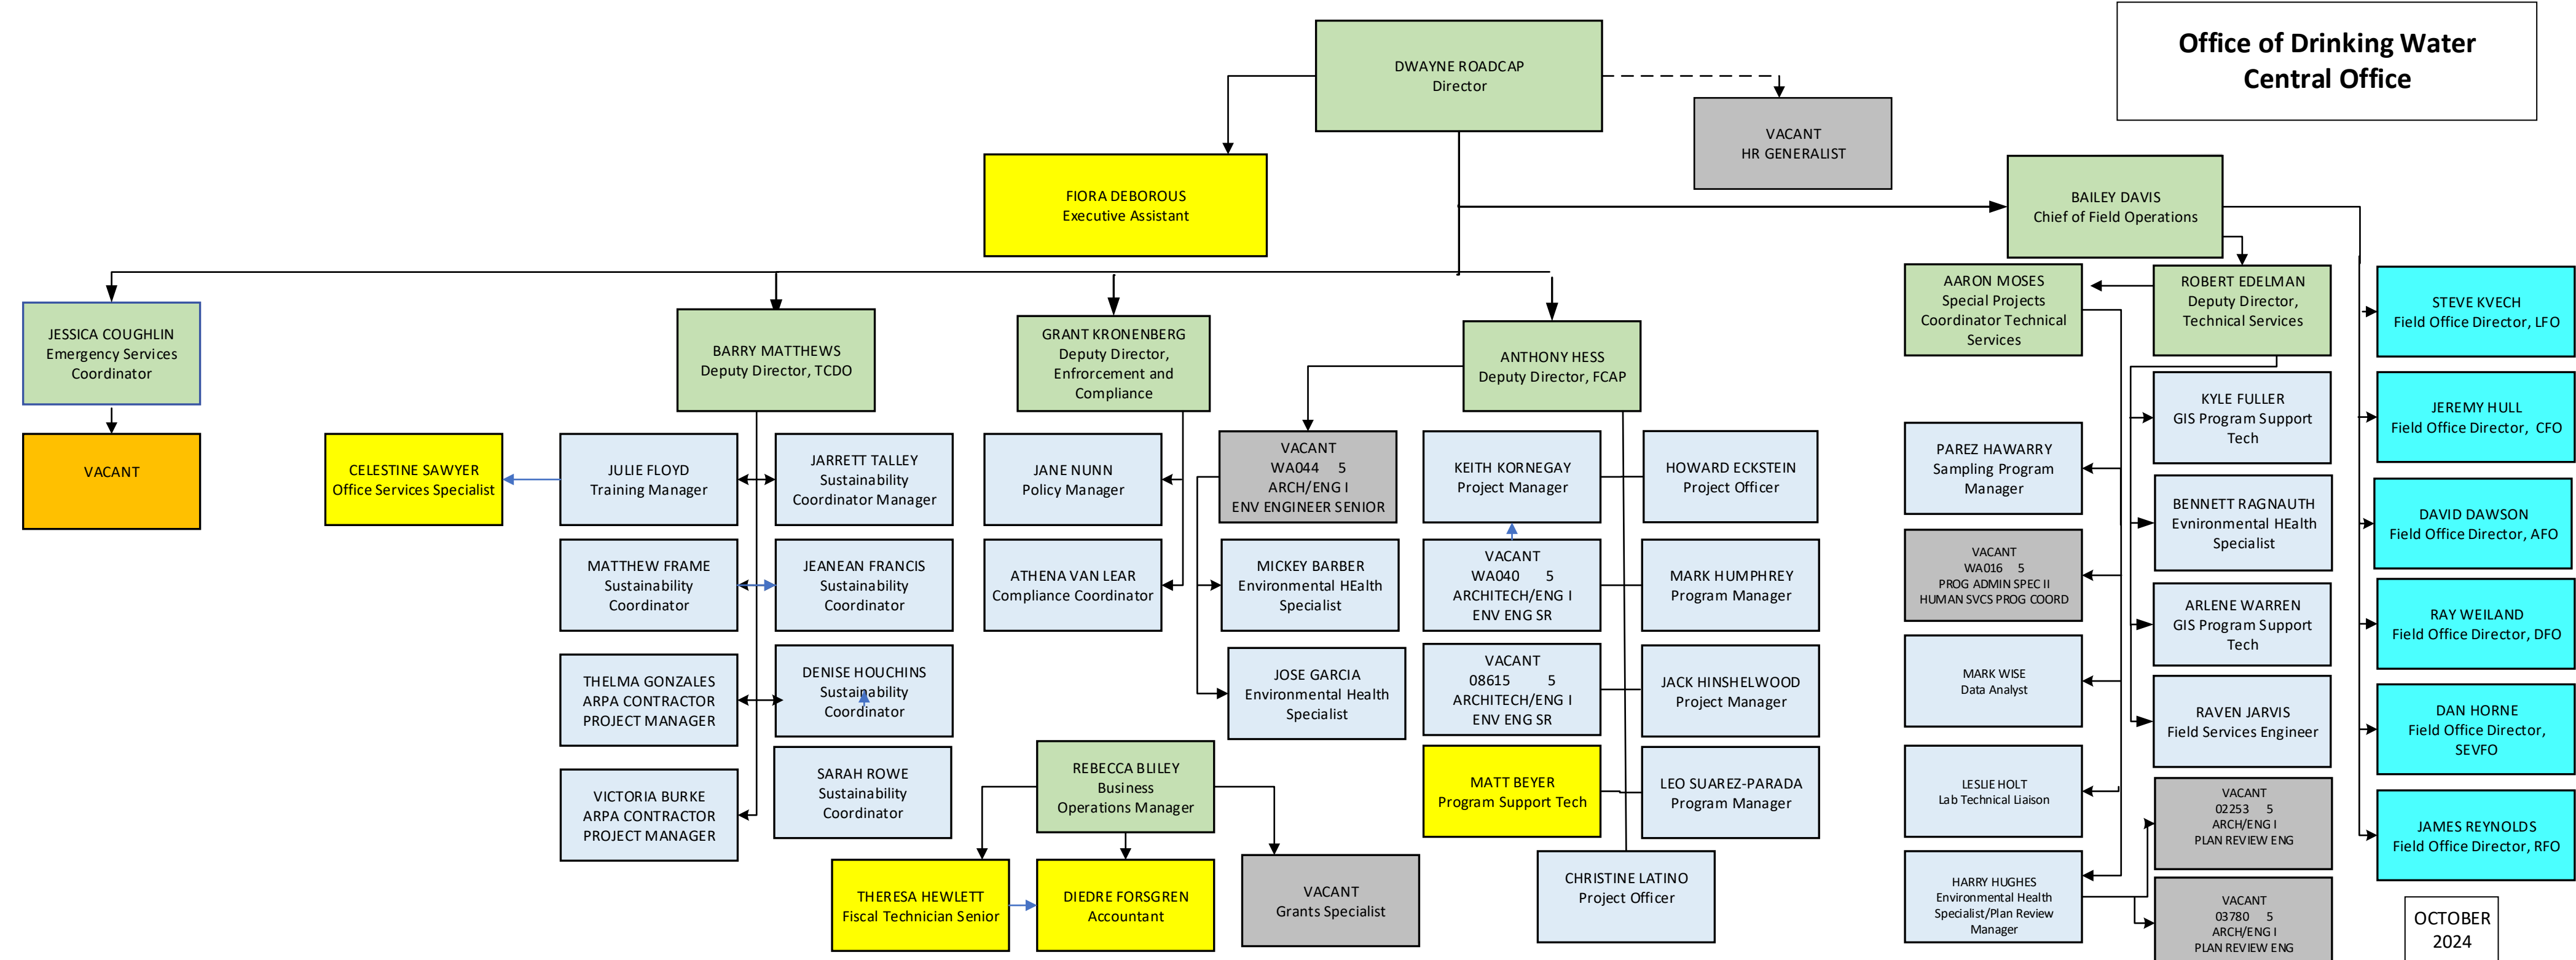 Office of Drinking Water
Central Office
DWAYNE ROADCAP
Director
VACANT
HR GENERALIST
FIORA DEBOROUS
Executive Assistant
BAILEY DAVIS
Chief of Field Operations
JESSICA COUGHLIN
Emergency Services
Coordinator
VACANT
BARRY MATTHEWS
Deputy Director, TCDO
CELESTINE SAWYER
Office Services Specialist
JULIE FLOYD
Training Manager
JARRETT TALLEY
Sustainability
Coordinator Manager
MATTHEW FRAME
Sustainability
Coordinator
JEANEAN FRANCIS
Sustainability
Coordinator
THELMA GONZALES
ARPA CONTRACTOR
PROJECT MANAGER
DENISE HOUCHINS
Sustainability
Coordinator
VICTORIA BURKE
ARPA CONTRACTOR
PROJECT MANAGER
SARAH ROWE
Sustainability
Coordinator
GRANT KRONENBERG
Deputy Director,
Enfrorcement and
Compliance
JANE NUNN
Policy Manager
ATHENA VAN LEAR
Compliance Coordinator
REBECCA BLILEY
Business
Operations Manager
THERESA HEWLETT
Fiscal Technician Senior
DIEDRE FORSGREN
Accountant
VACANT
Grants Specialist
ANTHONY HESS
Deputy Director, FCAP
VACANT
WA044 5
ARCH/ENG I
ENV ENGINEER SENIOR
MICKEY BARBER
Environmental HEalth
Specialist
JOSE GARCIA
Environmental Health
Specialist
KEITH KORNEGAY
Project Manager
HOWARD ECKSTEIN
Project Officer
VACANT
WA040 5
ARCHITECH/ENG I
ENV ENG SR
MARK HUMPHREY
Program Manager
VACANT
08615 5
ARCHITECH/ENG I
ENV ENG SR
JACK HINSHELWOOD
Project Manager
MATT BEYER
Program Support Tech
LEO SUAREZ-PARADA
Program Manager
CHRISTINE LATINO
Project Officer
AARON MOSES
Special Projects
Coordinator Technical
Services
ROBERT EDELMAN
Deputy Director,
Technical Services
PAREZ HAWARRY
Sampling Program
Manager
VACANT
WA016 5
PROG ADMIN SPEC II
HUMAN SVCS PROG COORD
MARK WISE
Data Analyst
LESLIE HOLT
Lab Technical Liaison
HARRY HUGHES
Environmental Health
Specialist/Plan Review
Manager
KYLE FULLER
GIS Program Support
Tech
BENNETT RAGNAUTH
Evnironmental HEalth
Specialist
ARLENE WARREN
GIS Program Support
Tech
RAVEN JARVIS
Field Services Engineer
VACANT
02253 5
ARCH/ENG I
PLAN REVIEW ENG
VACANT
03780 5
ARCH/ENG I
PLAN REVIEW ENG
STEVE KVECH
Field Office Director, LFO
JEREMY HULL
Field Office Director, CFO
DAVID DAWSON
Field Office Director, AFO
RAY WEILAND
Field Office Director, DFO
DAN HORNE
Field Office Director,
SEVFO
JAMES REYNOLDS
Field Office Director, RFO
OCTOBER
2024